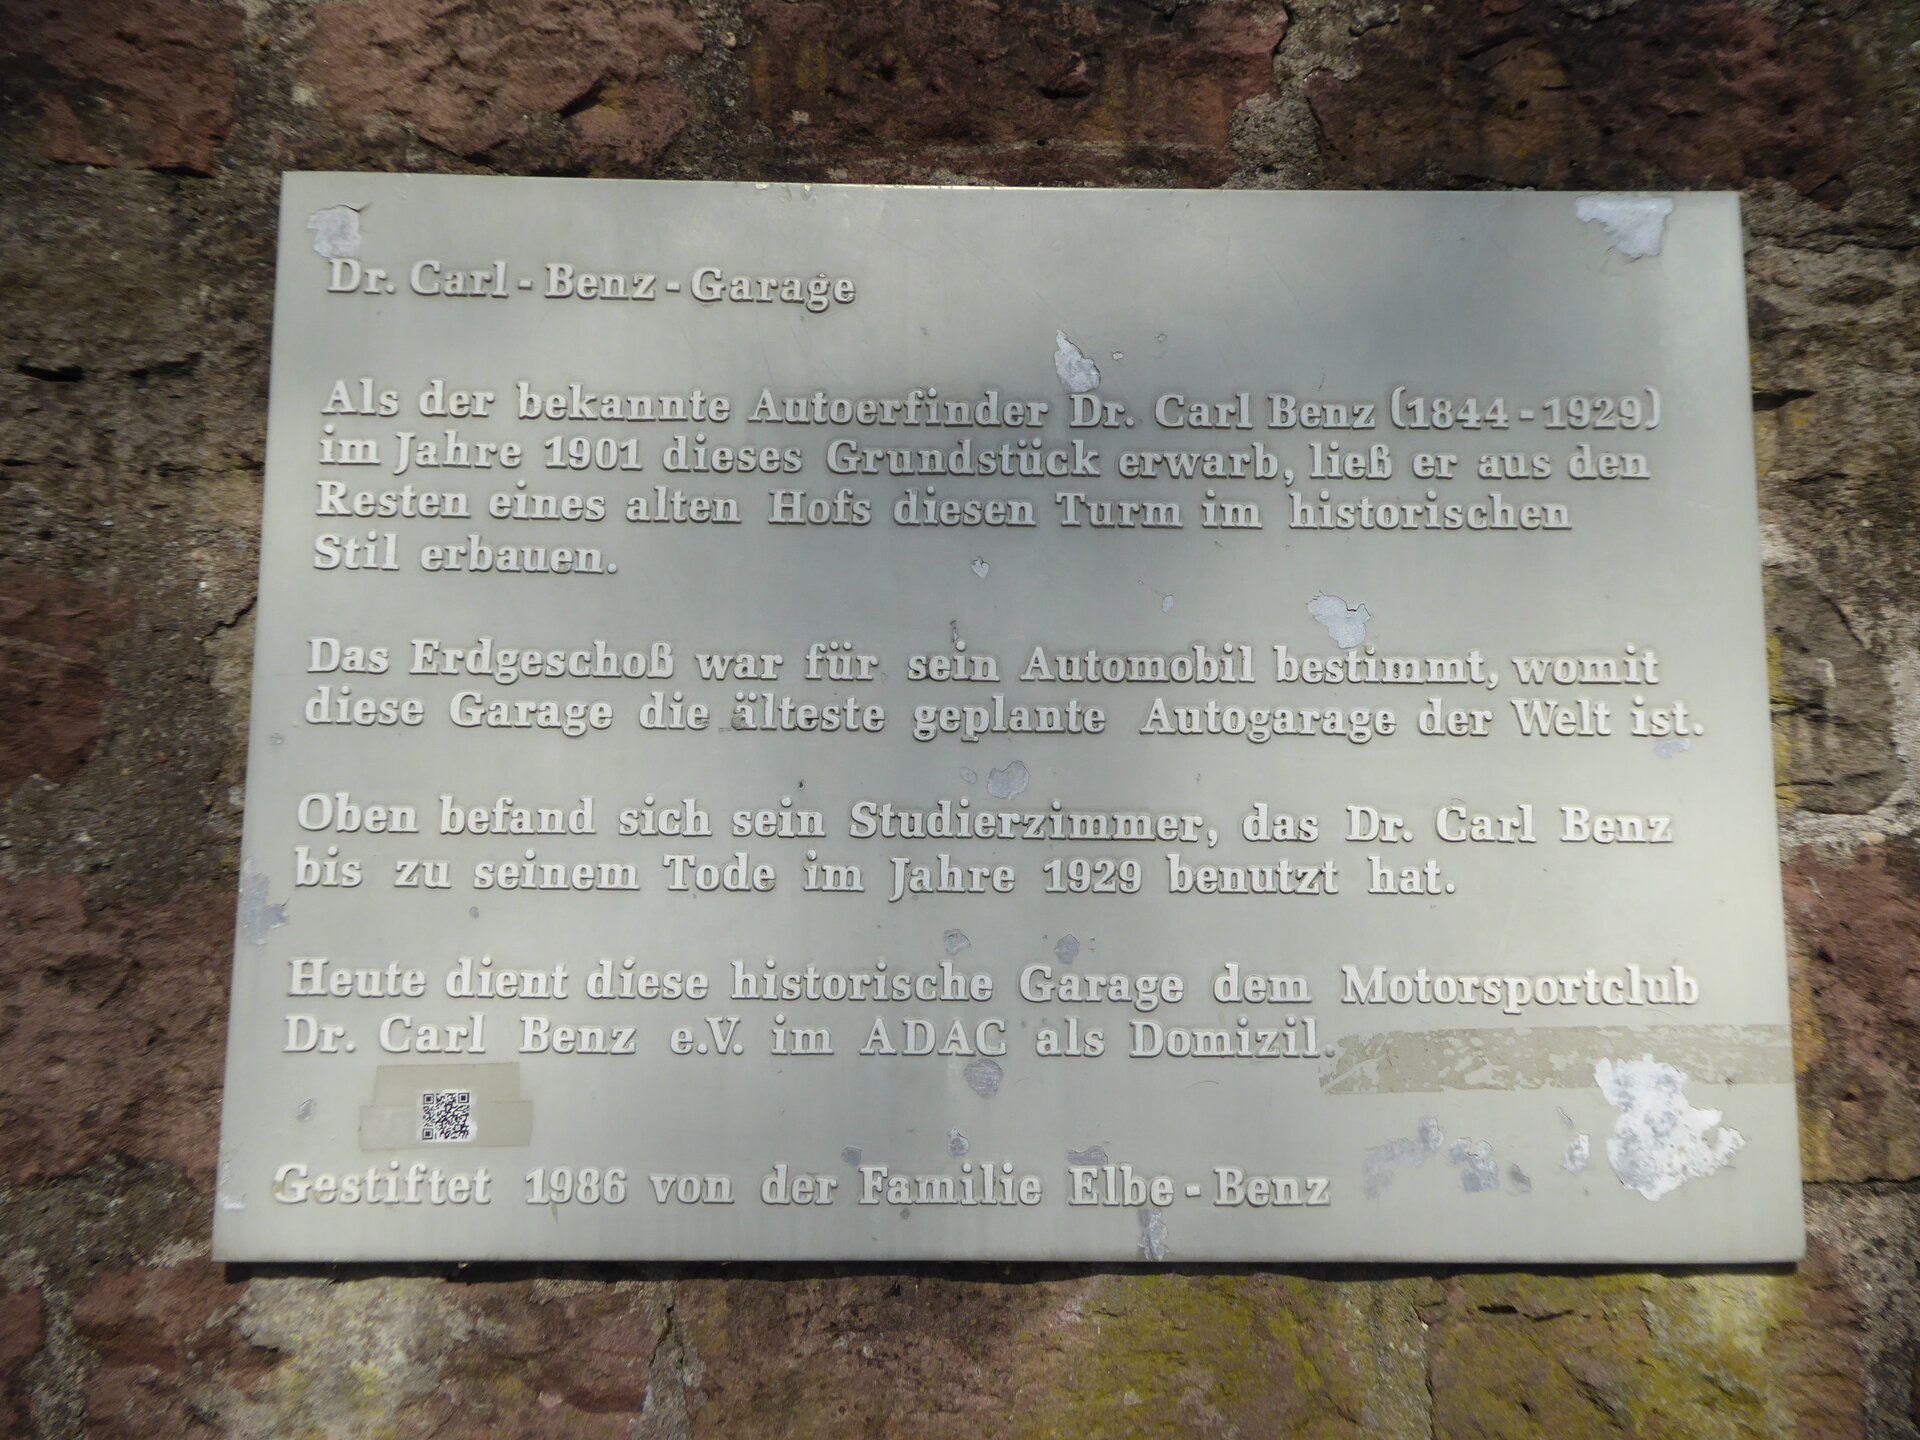 Dr. Carl-Benz-Garage
Als der bekannte Autoerfinder Dr. Carl Benz (1844-1929)
im Jahre 1901 dieses Grundstück erwarb, ließ er aus den
Resten eines alten Hofs diesen Turm im historischen
Stil erbauen.
Das Erdgeschoß war für sein Automobil bestimmt, womit
diese Garage die älteste geplante Autogarage der Welt ist.
Oben befand sich sein Studierzimmer, das Dr. Carl Benz
bis zu seinem Tode im Jahre 1929 benutzt hat.
Heute dient diese historische Garage dem Motorsportclub
Dr. Carl Benz e.V. im ADAC als Domizil.
Gestiftet 1986 von der Familie Elbe-Benz